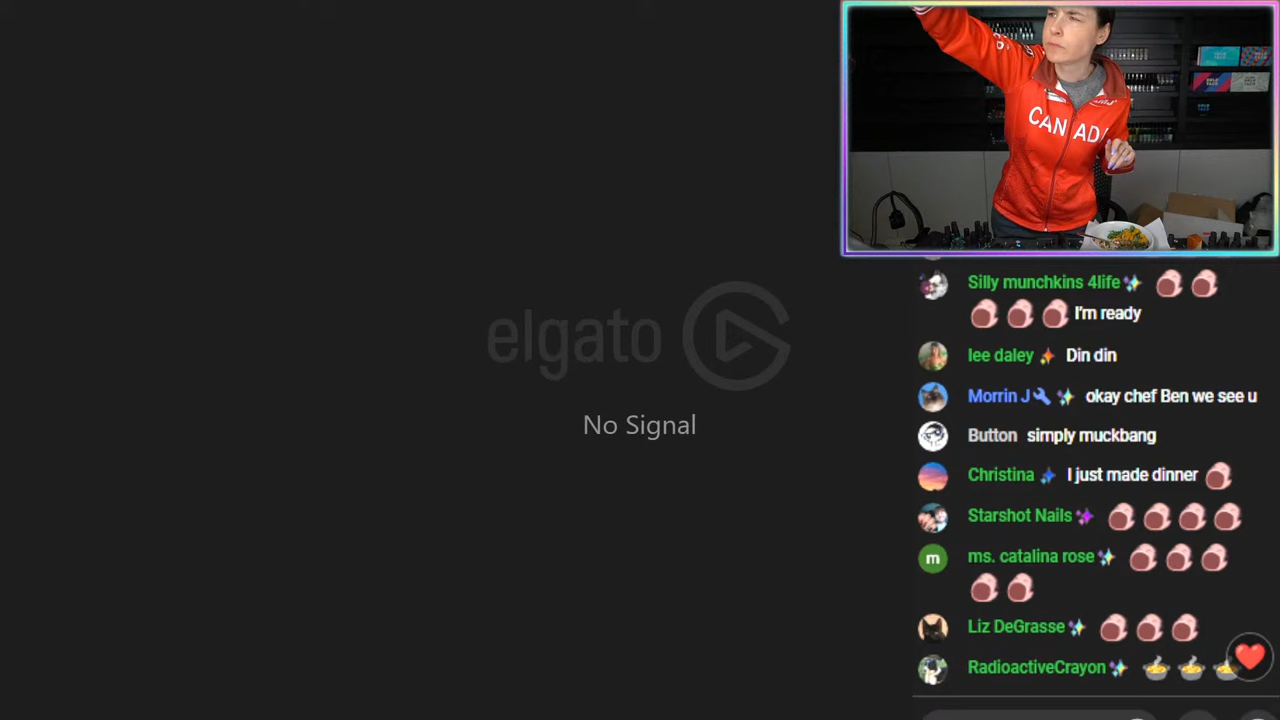 CANADA
elgato
No Signal
Silly munchkins 4life
I'm ready
lee daley Din din
Morrin J okay chef Ben we see u
Button simply muckbang
Christina I just made dinner
Starshot Nails
m ms. catalina rose
Liz DeGrasse
RadioactiveCrayon